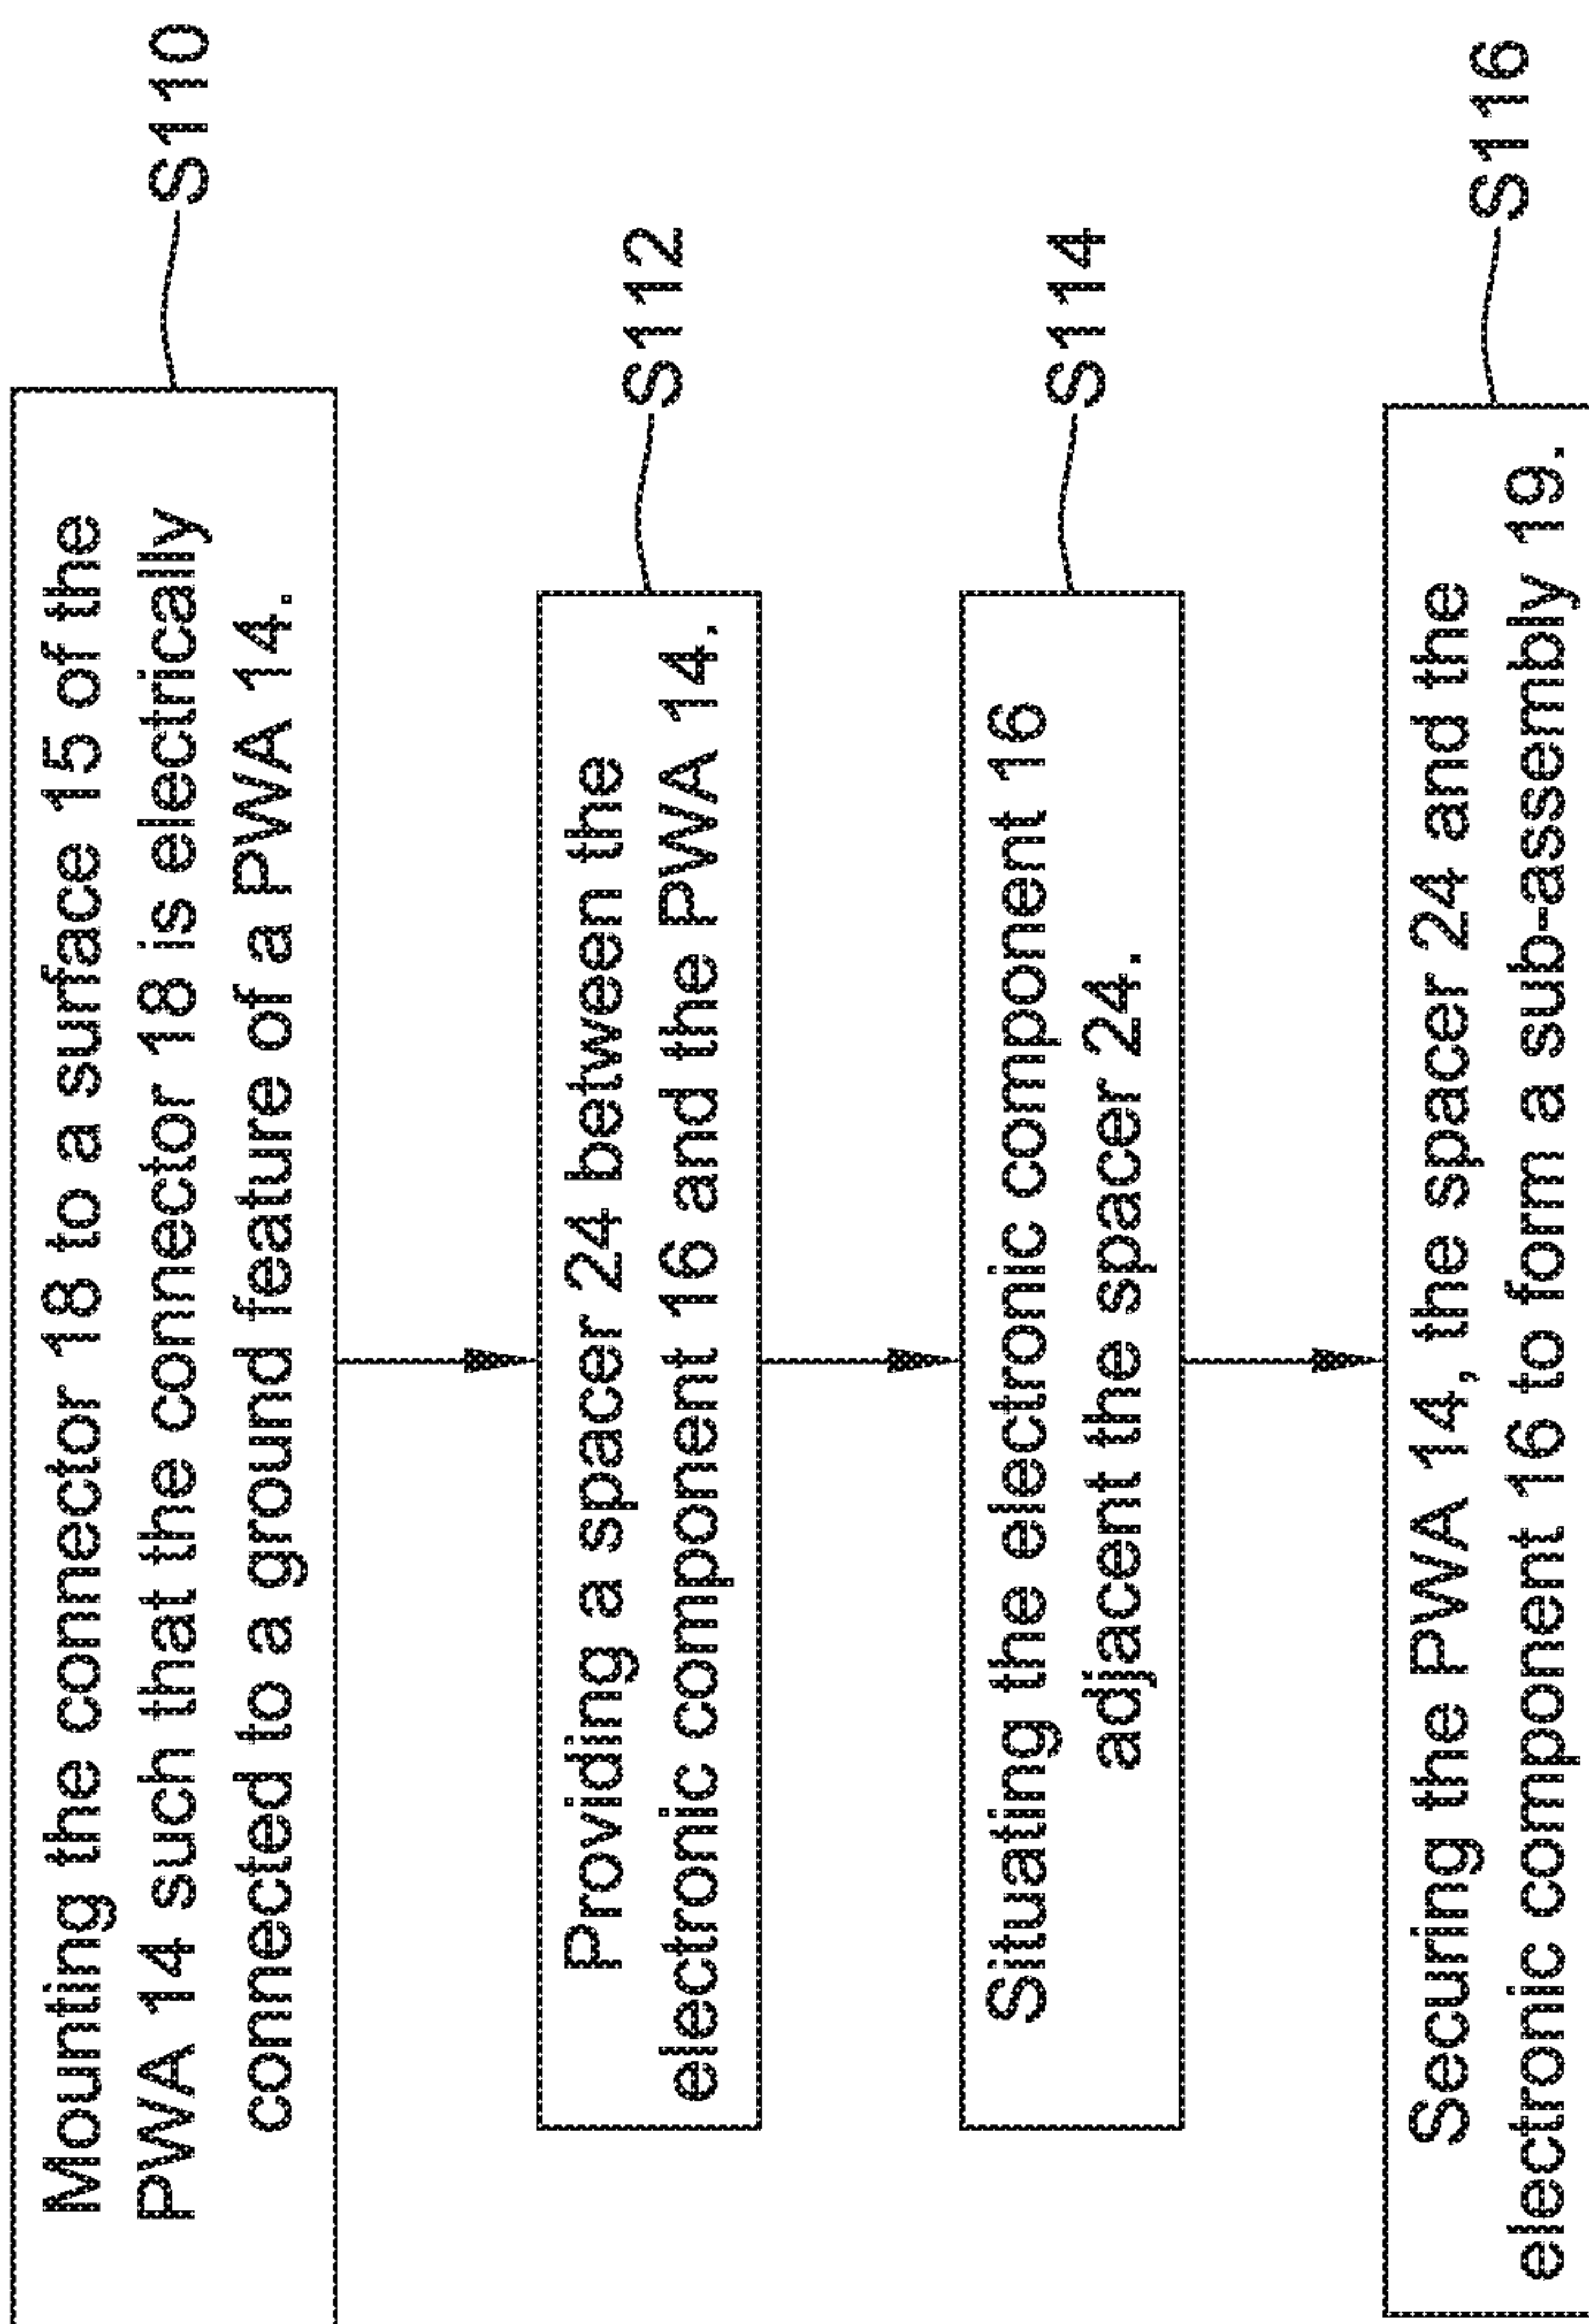 Mounting the connector 18 to a surface 15 of the
PWA 14 such that the connector 18 is electrically
connected to a ground feature of a PWA 14.
S110
Providing a spacer 24 between the
electronic component 16 and the PWA 14.
S112
Situating the electronic component 16
adjacent the spacer 24.
S114
Securing the PWA 14, the spacer 24 and the
electronic component 16 to form a sub-assembly 19.
S116